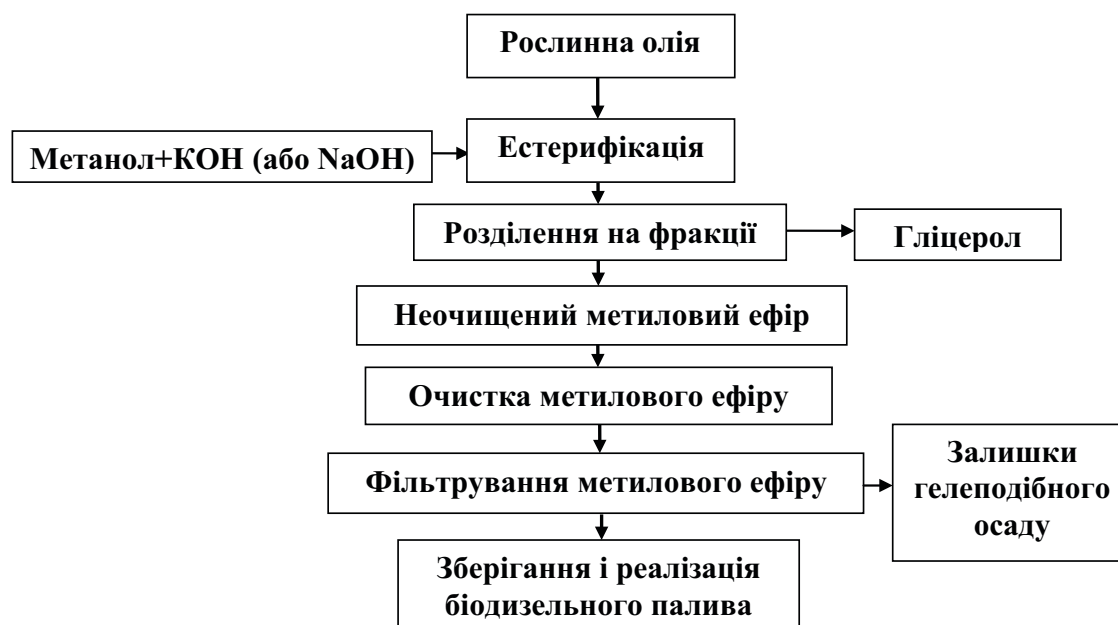 Рослинна олія
Метанол+КОН (або NaOH)
Естерифікація
Розділення на фракції
Гліцерол
Неочищений метиловий ефір
Очистка метилового ефіру
Фільтрування метилового ефіру
Залишки
гелеподібного
осаду
Зберігання і реалізація
біодизельного палива